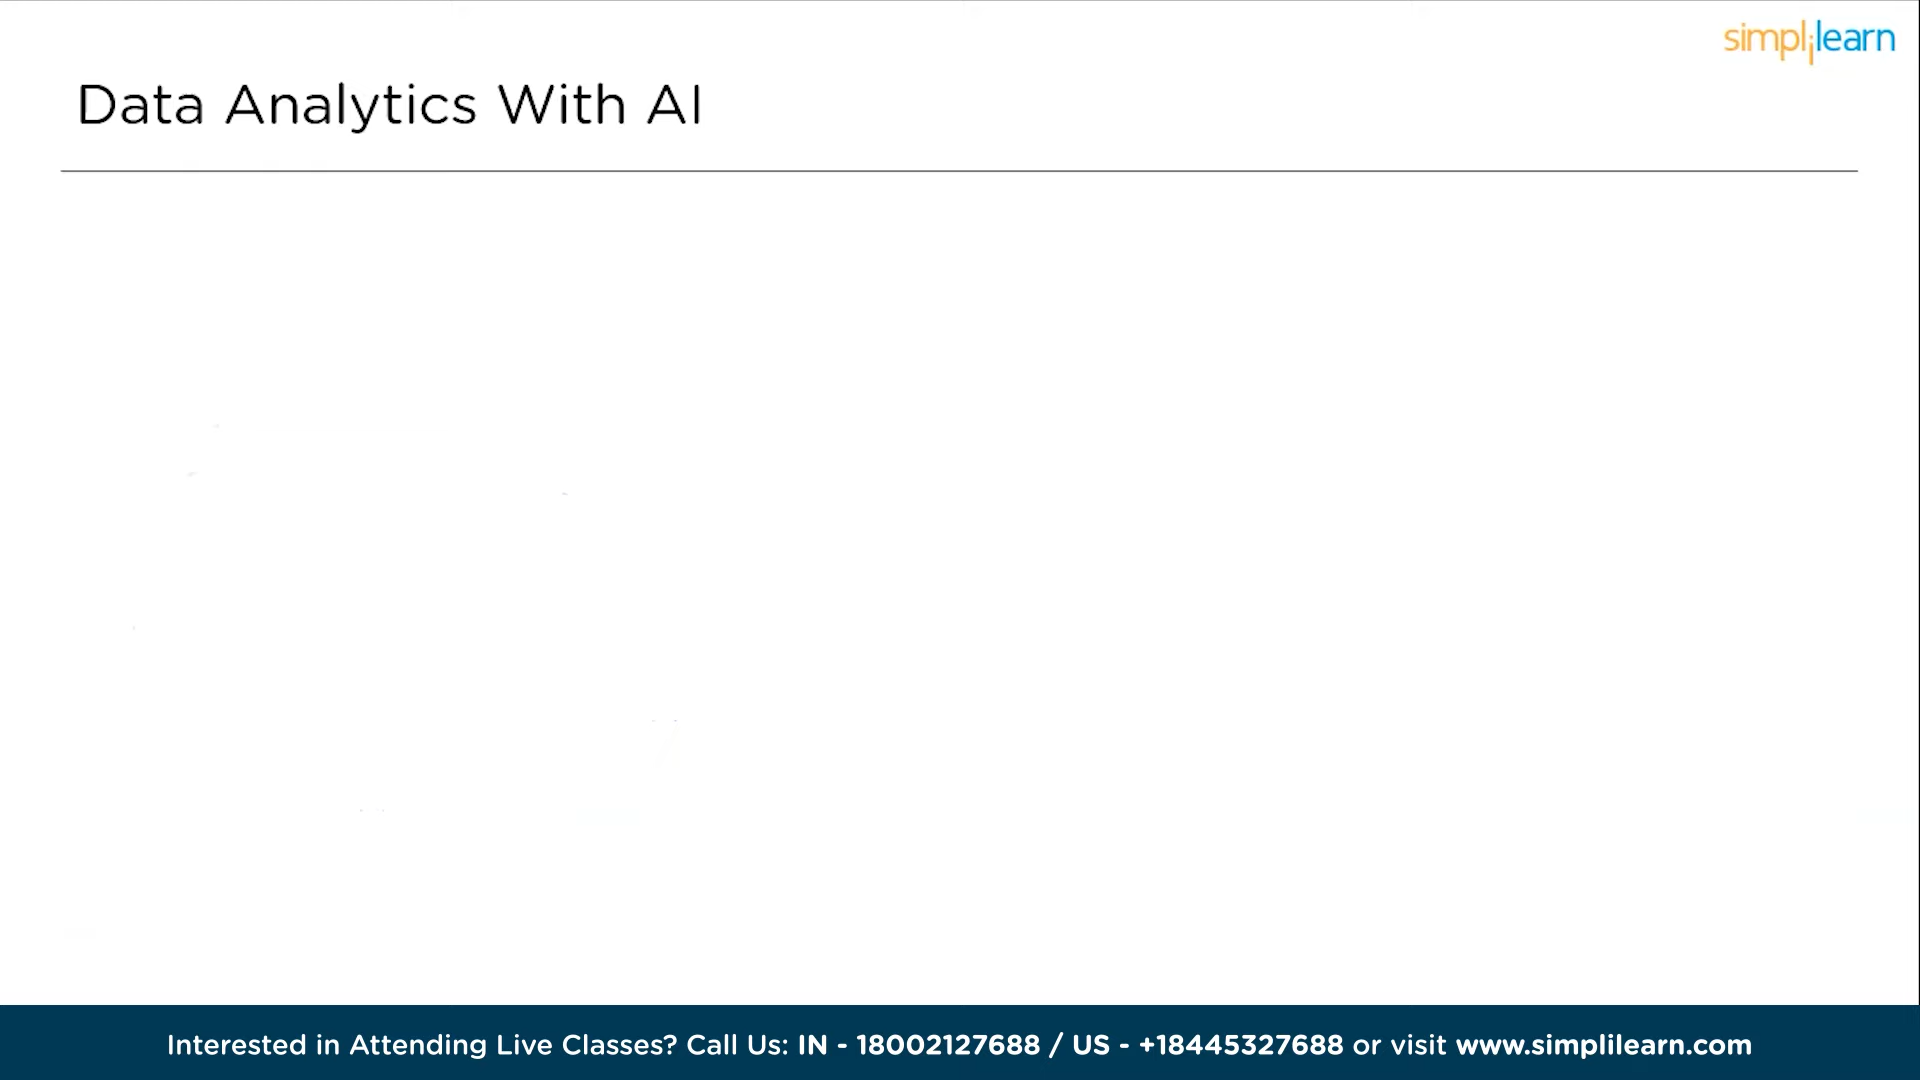 simplilearn
Data Analytics With AI
Interested in Attending Live Classes? Call Us: IN - 18002127688 / US - +18445327688 or visit www.simplilearn.com